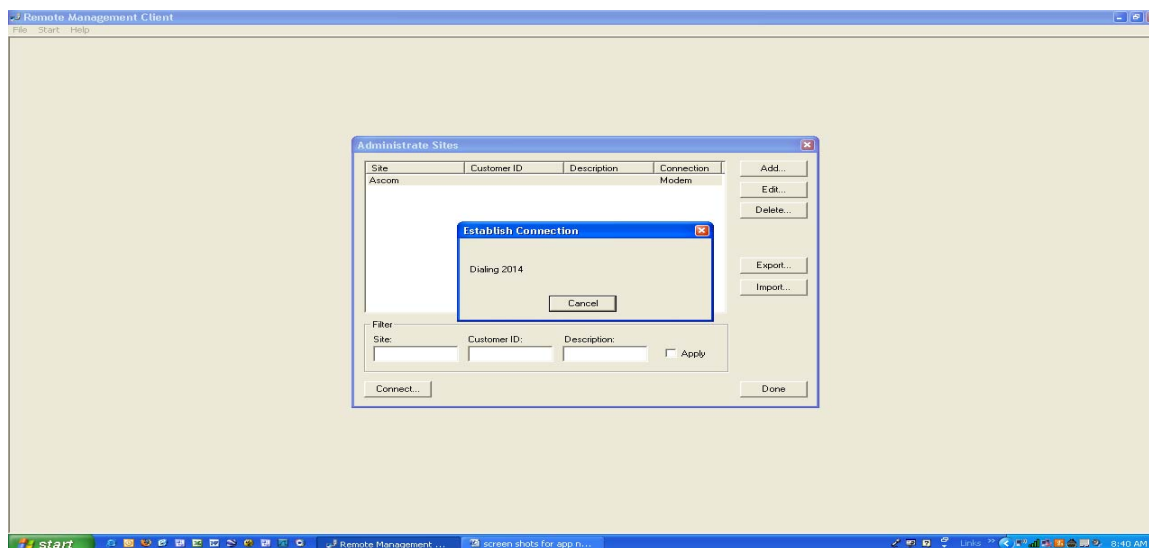 Remote Management Client
File Start Help
Administrate Sites
Site Customer ID Description Connection
Ascom Modem
Add...
Edit...
Delete...
Export...
Import...
Establish Connection
Dialing 2014
Cancel
Filter
Site: Customer ID: Description:
Apply
Connect... Done
start Remote Management ... screen shots for app n... Links 8:40 AM